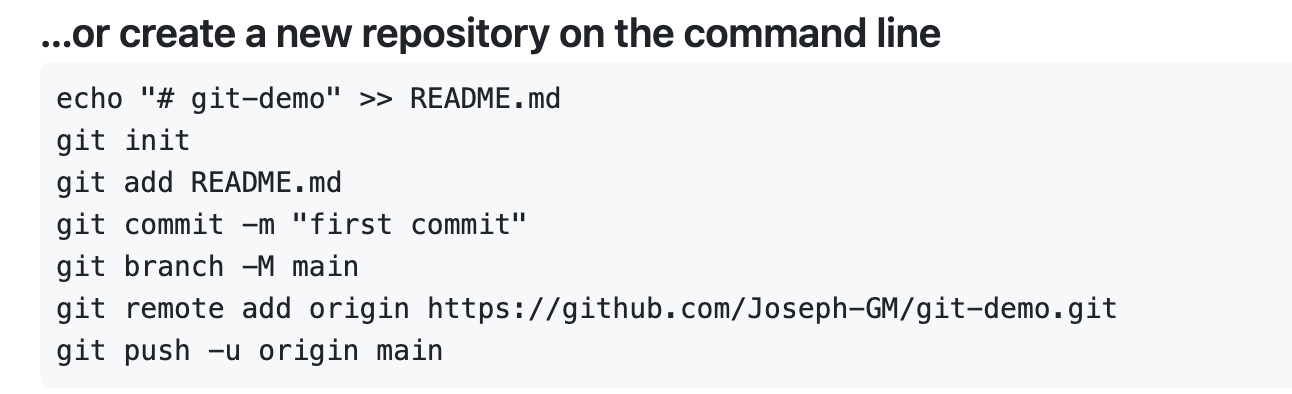 ...or create a new repository on the command line
echo "# git-demo" >> README.md
git init
git add README.md
git commit -m "first commit"
git branch -M main
git remote add origin https://github.com/Joseph-GM/git-demo.git
git push -u origin main